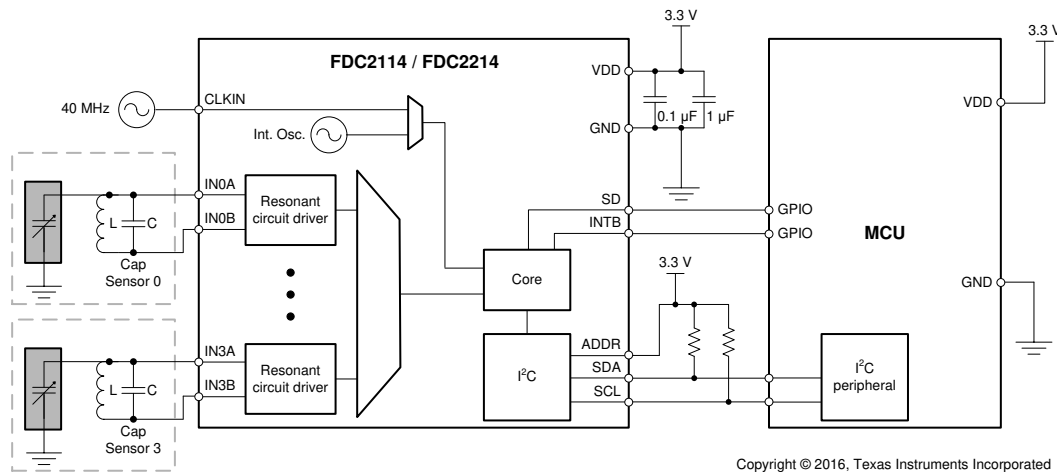 3.3 V
3.3 V
FDC2114 / FDC2214
VDD
CLKIN
40 MHz
VDD
0.1 µF
1 µF
Int. Osc.
GND
IN0A
Resonant
circuit driver
L
C
IN0B
SD
GPIO
INTB
GPIO
MCU
Cap
Sensor 0
Core
3.3 V
GND
ADDR
IN3A
Resonant
circuit driver
L
C
IN3B
I²C
SDA
SCL
I²C
peripheral
Cap
Sensor 3
Copyright © 2016, Texas Instruments Incorporated